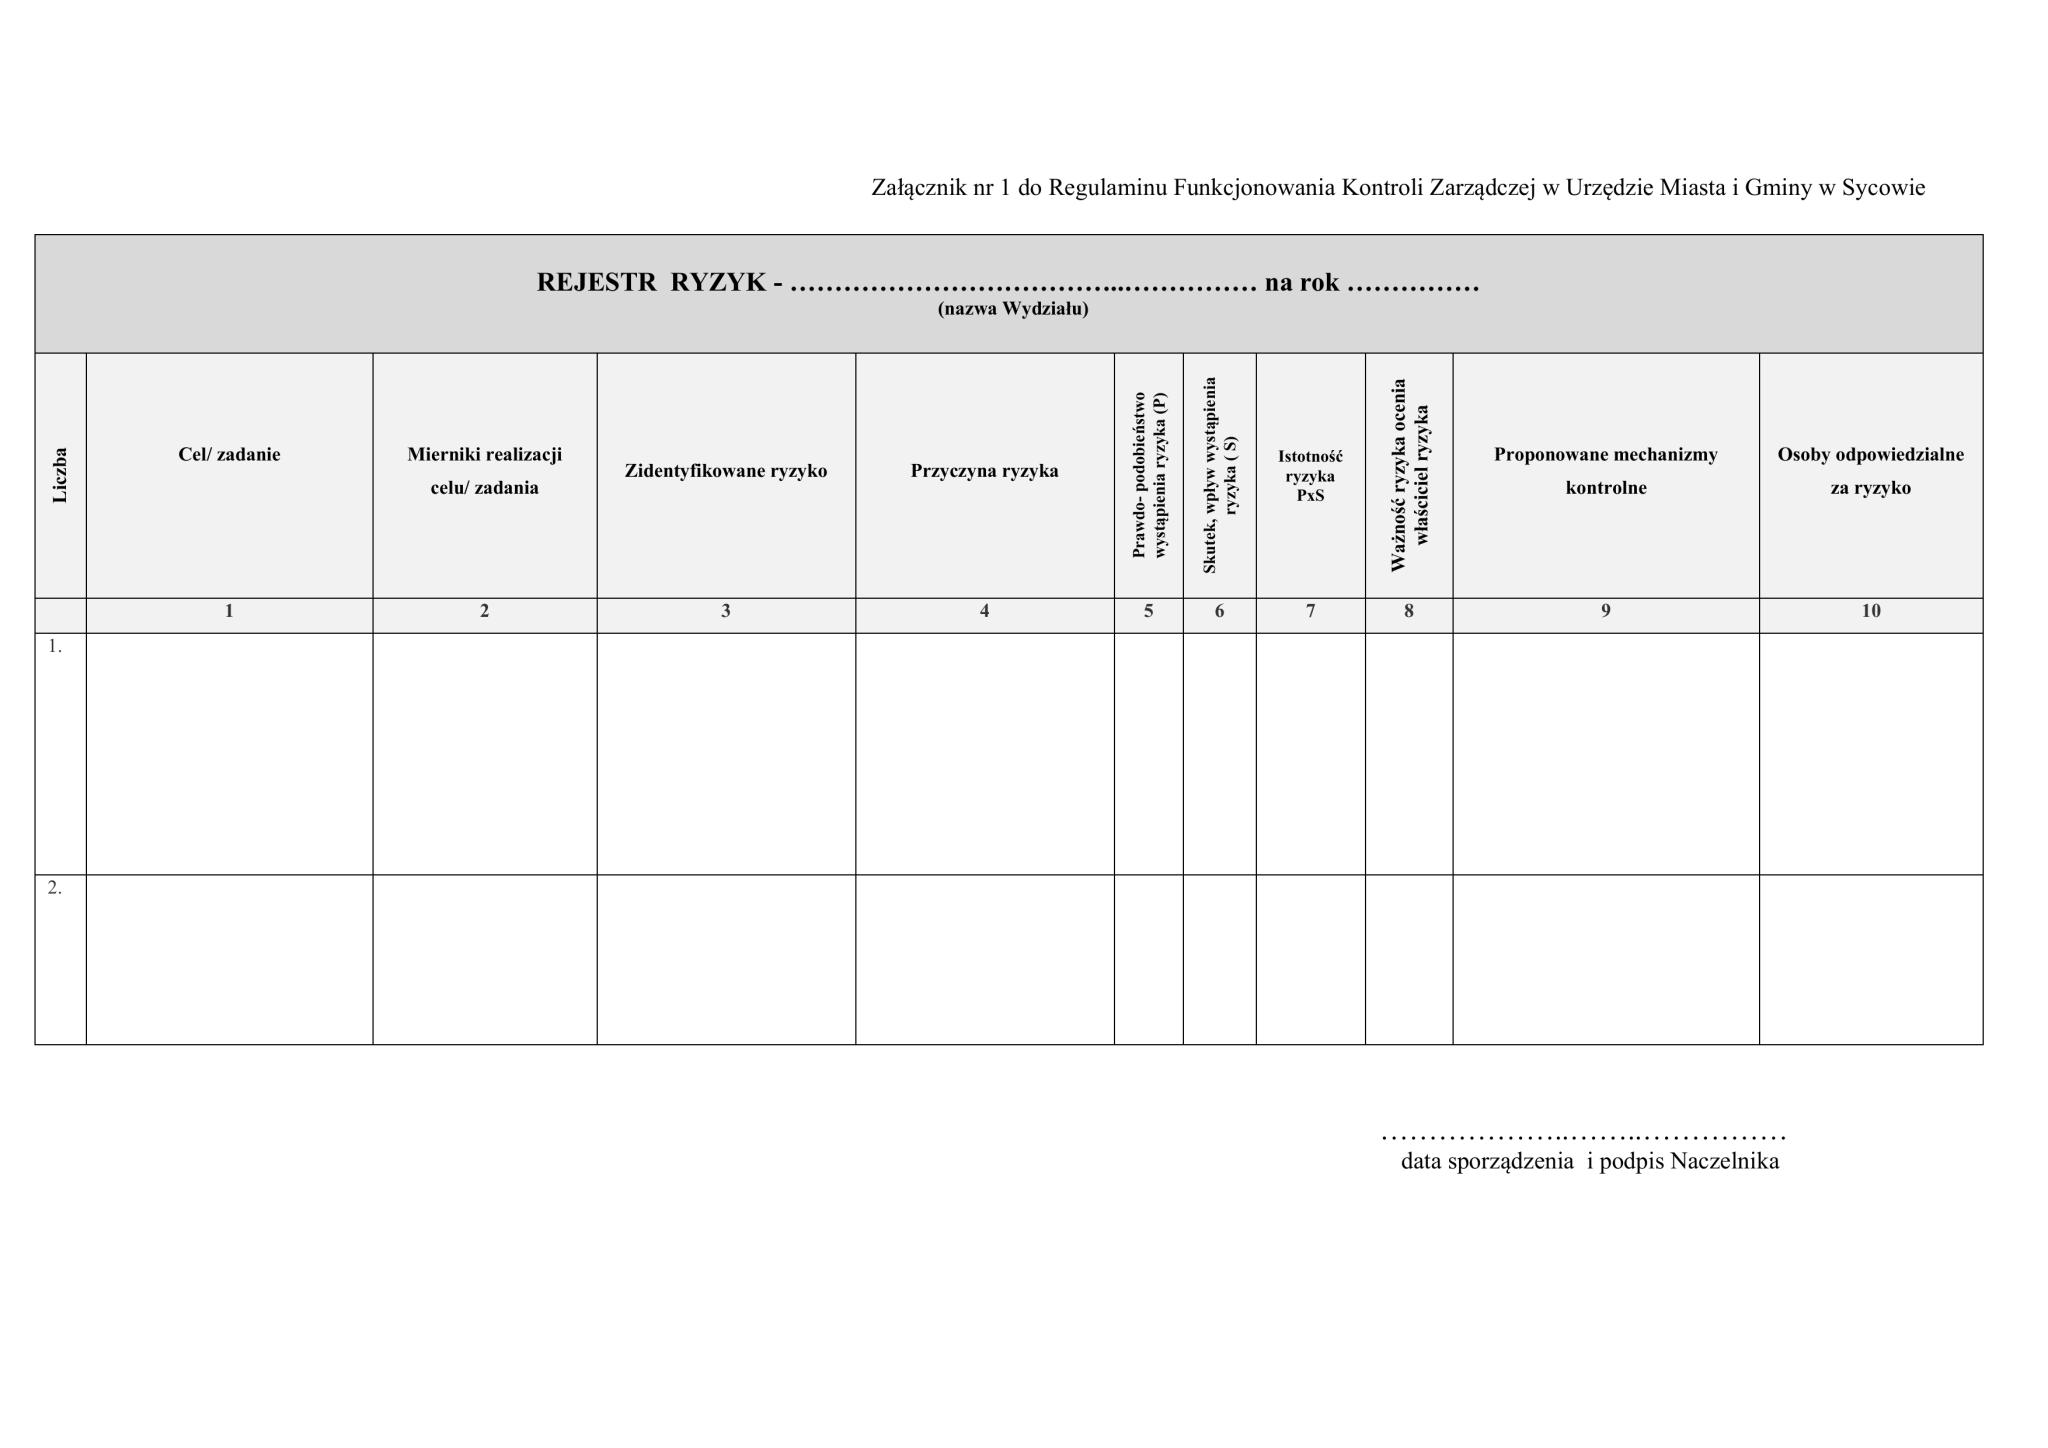 Załącznik nr 1 do Regulaminu Funkcjonowania Kontroli Zarządczej w Urzędzie Miasta i Gminy w Sycowie
REJESTR  RYZYK - ………………………………...…………… na rok ……………
(nazwa Wydziału)
Liczba
Cel/ zadanie
Mierniki realizacji
celu/ zadania
Zidentyfikowane ryzyko
Przyczyna ryzyka
Prawdo- podobieństwo
wystąpienia ryzyka (P)
Skutek, wpływ wystąpienia
ryzyka ( S)
Istotność
ryzyka
PxS
Ważność ryzyka ocenia
właściciel ryzyka
Proponowane mechanizmy
kontrolne
Osoby odpowiedzialne
za ryzyko
1 2 3 4 5 6 7 8 9 10
1.
2.
………………..……..……………
data sporządzenia  i podpis Naczelnika